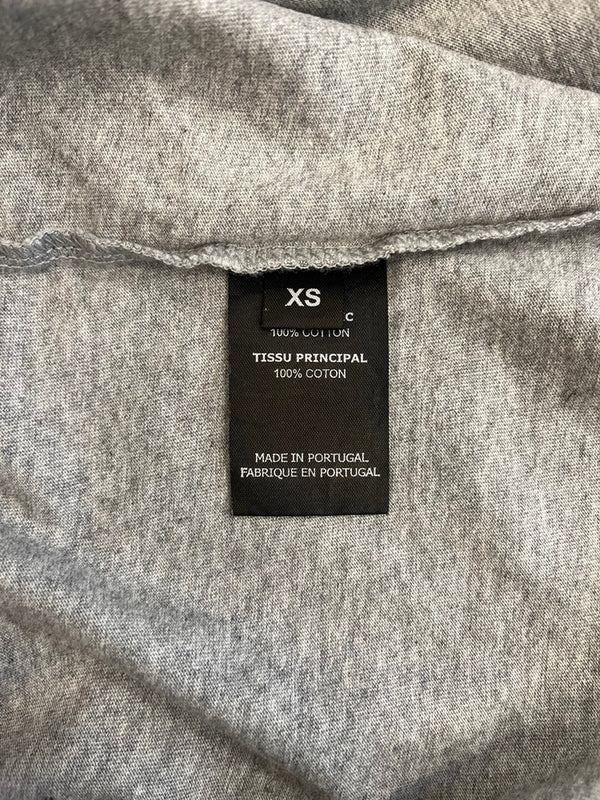 XS
C
100% COTTON
TISSU PRINCIPAL
100% COTON
MADE IN PORTUGAL
FABRIQUE EN PORTUGAL